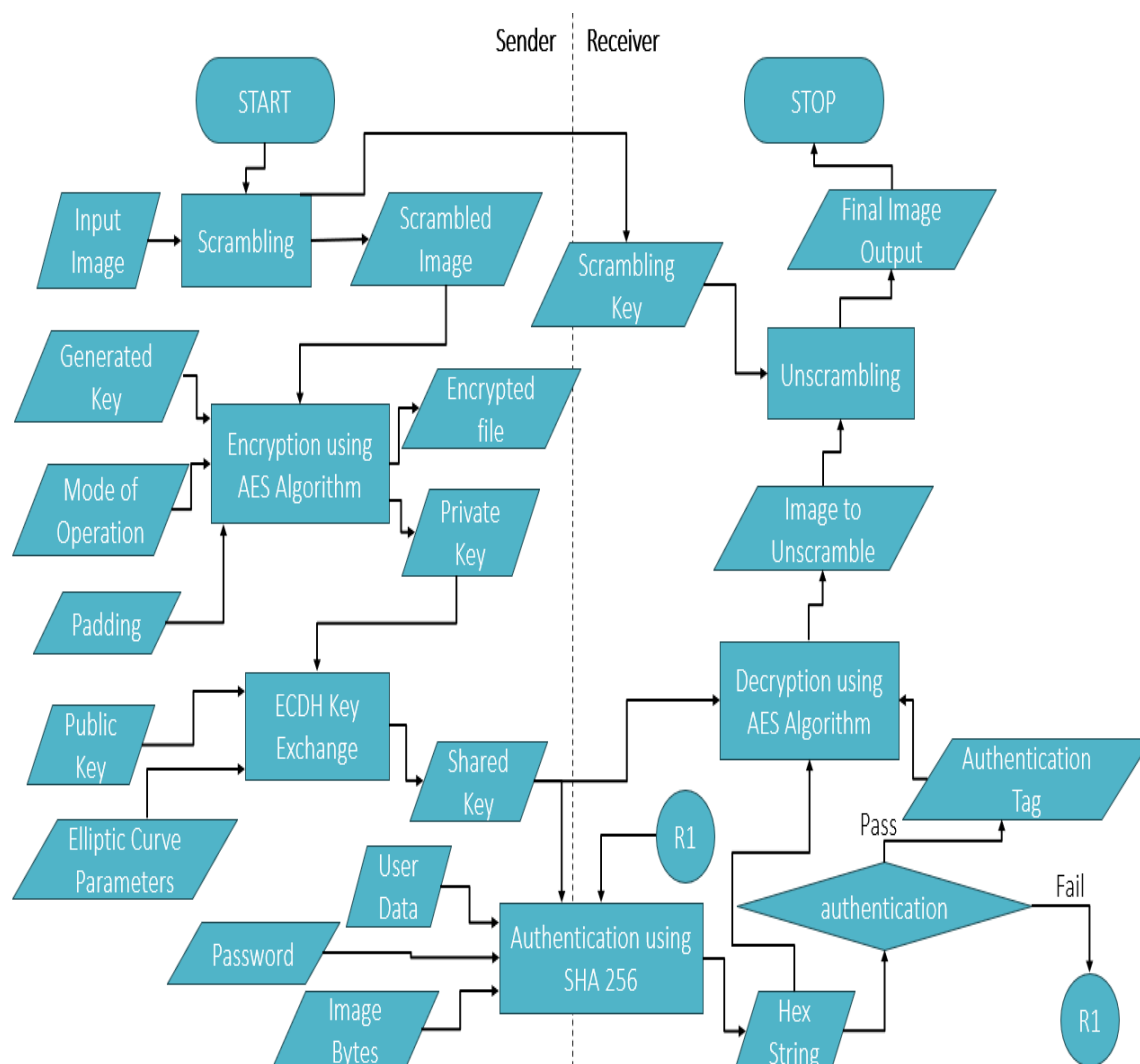 Sender
Receiver
START
STOP
Input
Image
Scrambling
Scrambled
Image
Scrambling
Key
Final Image
Output
Generated
Key
Encryption using
AES Algorithm
Encrypted
file
Unscrambling
Mode of
Operation
Private
Key
Image to
Unscramble
Padding
Public
Key
ECDH Key
Exchange
Shared
Key
Decryption using
AES Algorithm
Authentication
Tag
Elliptic Curve
Parameters
R1
Pass
User
Data
authentication
Fail
Password
Authentication using
SHA 256
Image
Bytes
Hex
String
R1